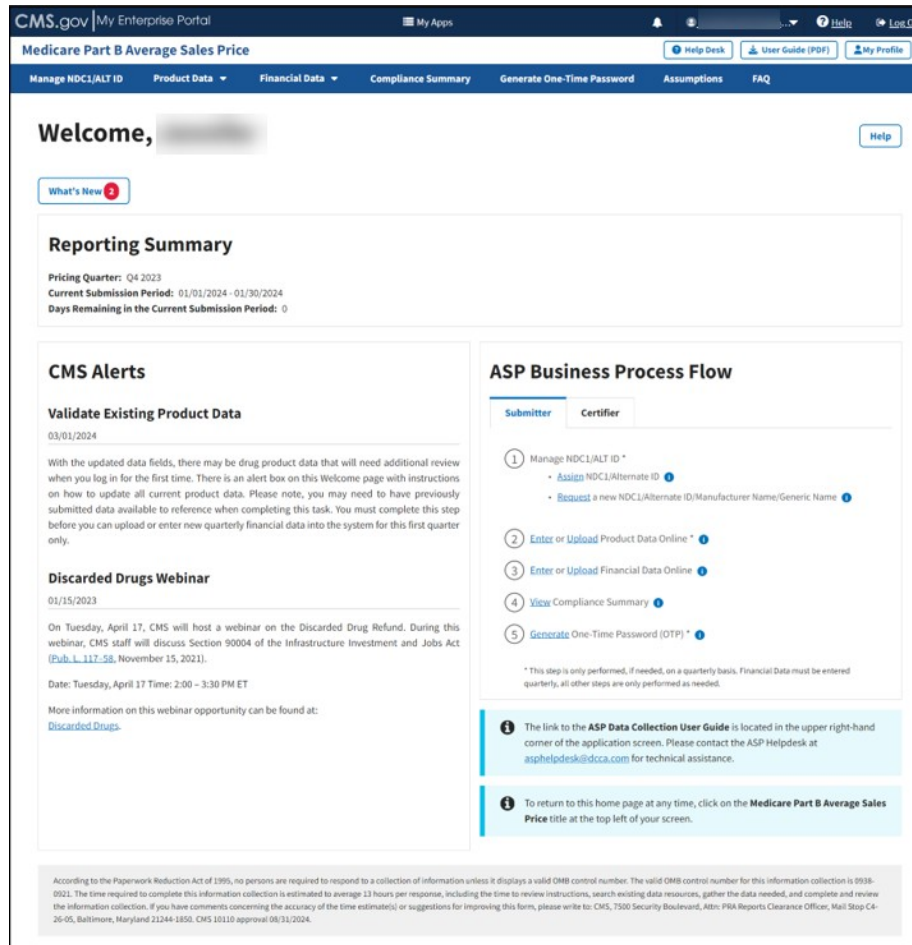 CMS.gov My Enterprise Portal
My Apps
Help
Log O
Medicare Part B Average Sales Price
Help Desk
User Guide (PDF)
My Profile
Manage NDC1/ALT ID
Product Data
Financial Data
Compliance Summary
Generate One-Time Password
Assumptions
FAQ
Welcome,
Help
What's New 2
Reporting Summary
Pricing Quarter: Q4 2023
Current Submission Period: 01/01/2024 - 01/30/2024
Days Remaining in the Current Submission Period: 0
CMS Alerts
Validate Existing Product Data
03/01/2024
With the updated data fields, there may be drug product data that will need additional review
when you log in for the first time. There is an alert box on this Welcome page with instructions
on how to update all current product data. Please note, you may need to have previously
submitted data available to reference when completing this task. You must complete this step
before you can upload or enter new quarterly financial data into the system for this first quarter
only.
Discarded Drugs Webinar
01/15/2023
On Tuesday, April 17, CMS will host a webinar on the Discarded Drug Refund. During this
webinar, CMS staff will discuss Section 90004 of the Infrastructure Investment and Jobs Act
(Pub. L. 117-58, November 15, 2021).
Date: Tuesday, April 17 Time: 2:00 – 3:30 PM ET
More information on this webinar opportunity can be found at:
Discarded Drugs.
ASP Business Process Flow
Submitter
Certifier
1 Manage NDC1/ALT ID *
• Assign NDC1/Alternate ID
• Request a new NDC1/Alternate ID/Manufacturer Name/Generic Name
2 Enter or Upload Product Data Online *
3 Enter or Upload Financial Data Online
4 View Compliance Summary
5 Generate One-Time Password (OTP) *
* This step is only performed, if needed, on a quarterly basis. Financial Data must be entered
quarterly, all other steps are only performed as needed.
The link to the ASP Data Collection User Guide is located in the upper right-hand
corner of the application screen. Please contact the ASP Helpdesk at
asphelpdesk@dcca.com for technical assistance.
To return to this home page at any time, click on the Medicare Part B Average Sales
Price title at the top left of your screen.
According to the Paperwork Reduction Act of 1995, no persons are required to respond to a collection of information unless it displays a valid OMB control number. The valid OMB control number for this information collection is 0938-
0921. The time required to complete this information collection is estimated to average 13 hours per response, including the time to review instructions, search existing data resources, gather the data needed, and complete and review
the information collection. If you have comments concerning the accuracy of the time estimate(s) or suggestions for improving this form, please write to: CMS, 7500 Security Boulevard, Attn: PRA Reports Clearance Officer, Mail Stop C4-
26-05, Baltimore, Maryland 21244-1850. CMS 10110 approval 08/31/2024.